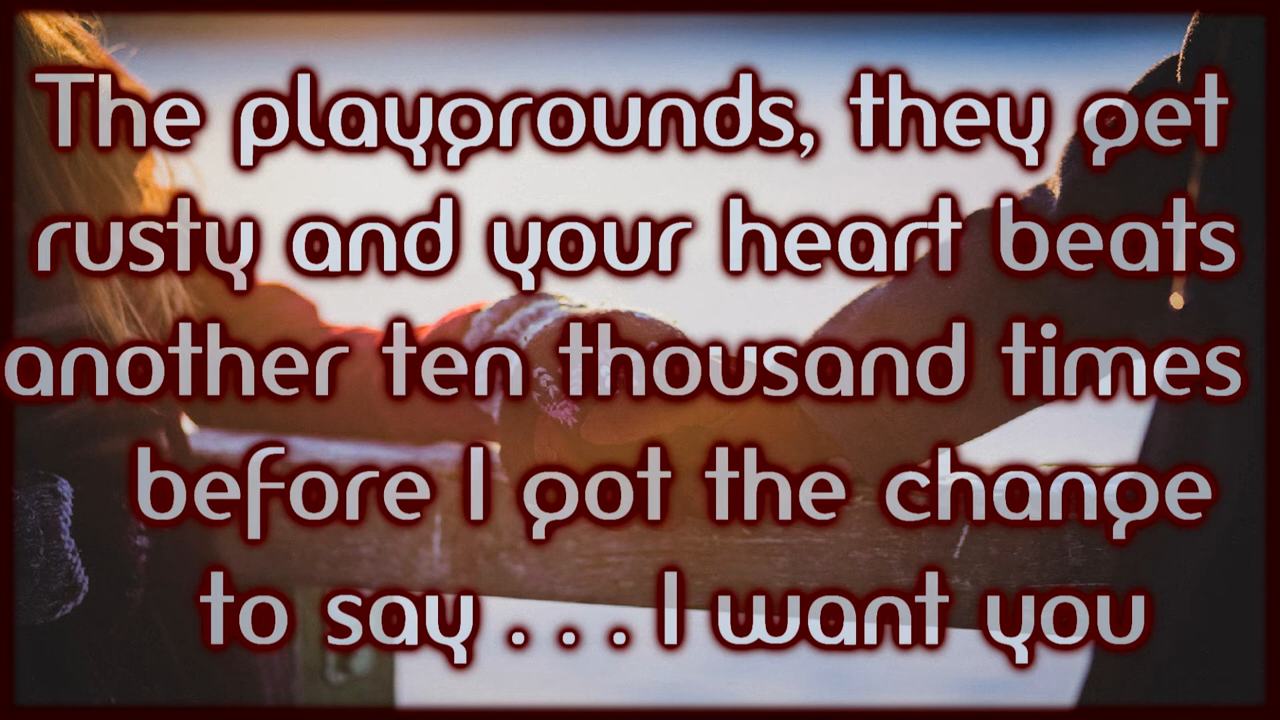 The playgrounds, they get
rusty and your heart beats
another ten thousand times
before I got the change
to say . . . I want you